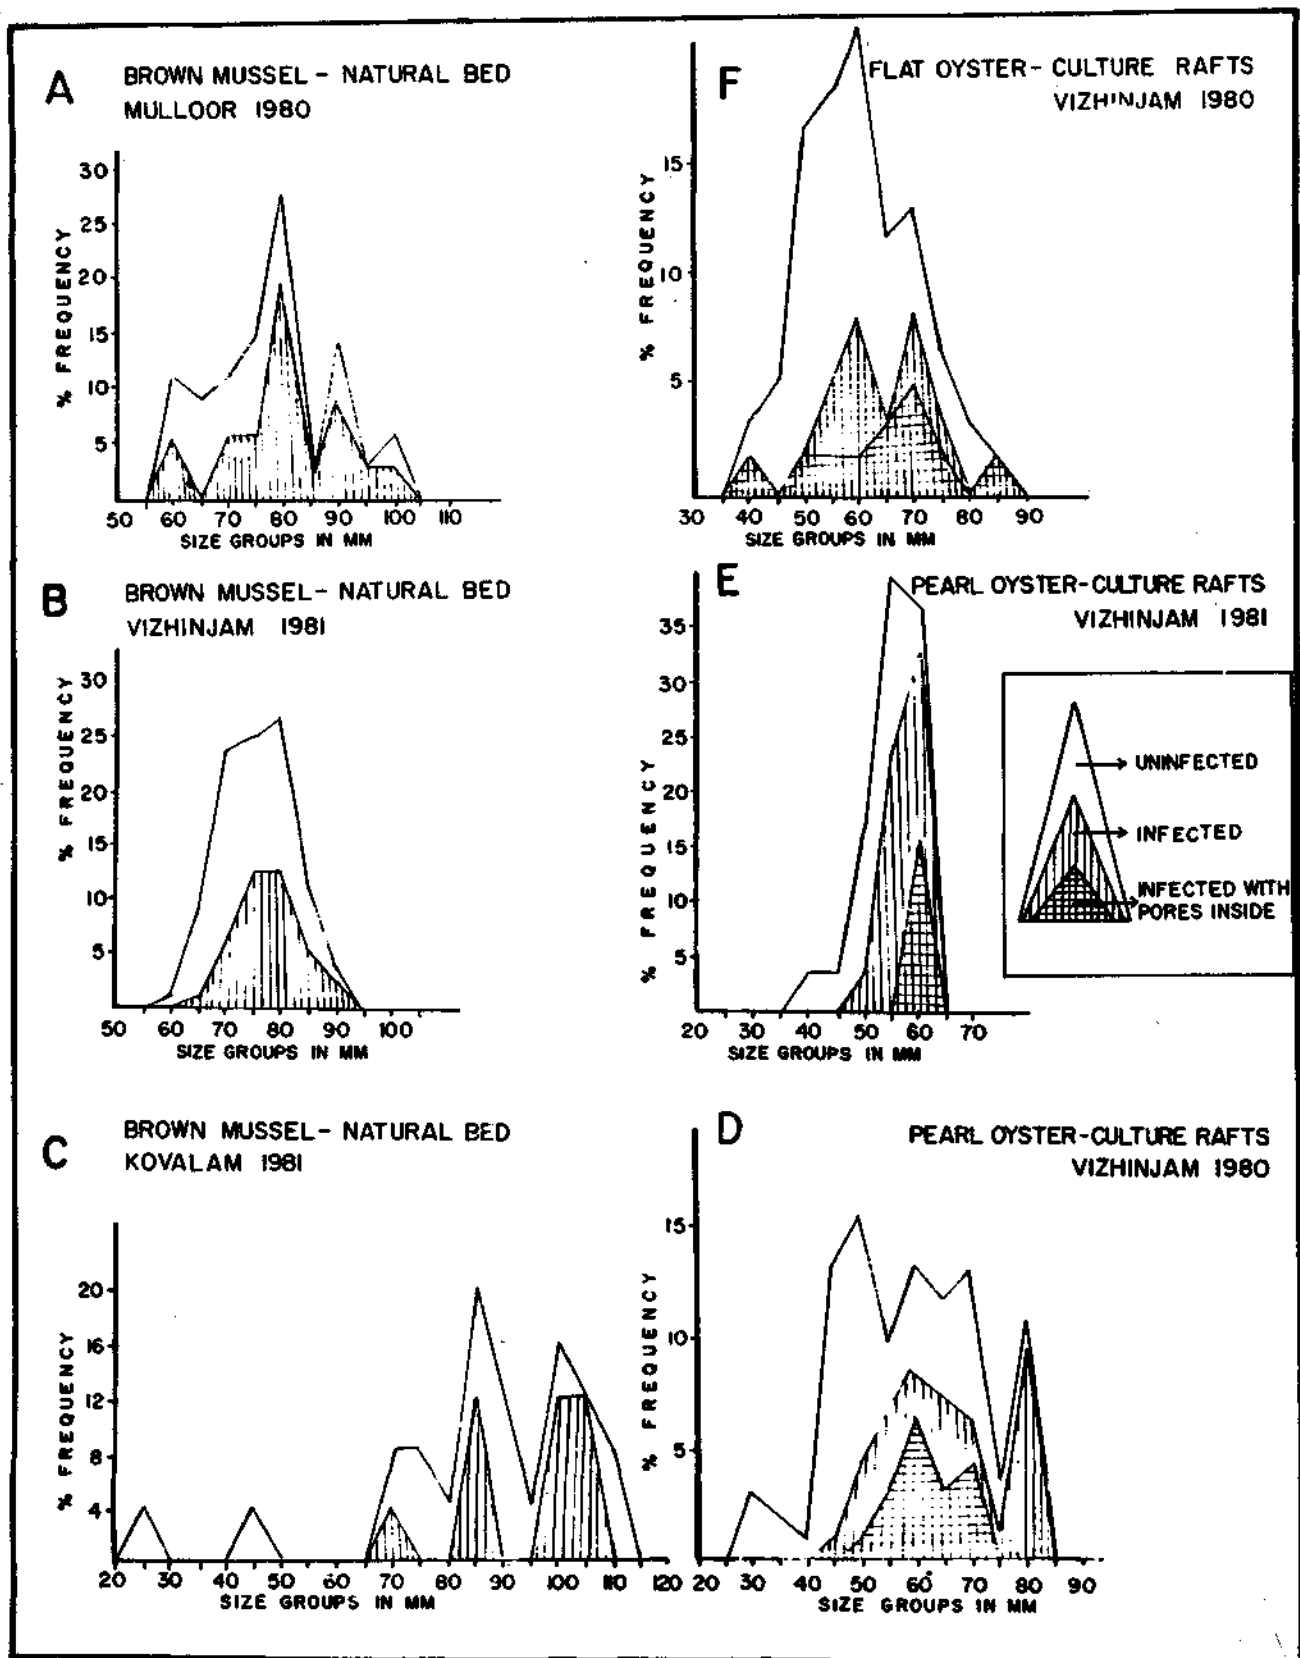 A
BROWN MUSSEL - NATURAL BED
MULLOOR 1980
% FREQUENCY
30
25
20
15
10
5
50 60 70 80 90 100 110
SIZE GROUPS IN MM
F
FLAT OYSTER - CULTURE RAFTS
VIZHINJAM 1980
% FREQUENCY
15
10
5
30 40 50 60 70 80 90
SIZE GROUPS IN MM
B
BROWN MUSSEL - NATURAL BED
VIZHINJAM 1981
% FREQUENCY
30
25
20
15
10
5
50 60 70 80 90 100
SIZE GROUPS IN MM
E
PEARL OYSTER - CULTURE RAFTS
VIZHINJAM 1981
% FREQUENCY
35
30
25
20
15
10
5
20 30 40 50 60 70
SIZE GROUPS IN MM
UNINFECTED
INFECTED
INFECTED WITH
PORES INSIDE
C
BROWN MUSSEL - NATURAL BED
KOVALAM 1981
% FREQUENCY
20
16
12
8
4
20 30 40 50 60 70 80 90 100 110 120
SIZE GROUPS IN MM
D
PEARL OYSTER - CULTURE RAFTS
VIZHINJAM 1980
% FREQUENCY
15
10
5
20 30 40 50 60 70 80 90
SIZE GROUPS IN MM